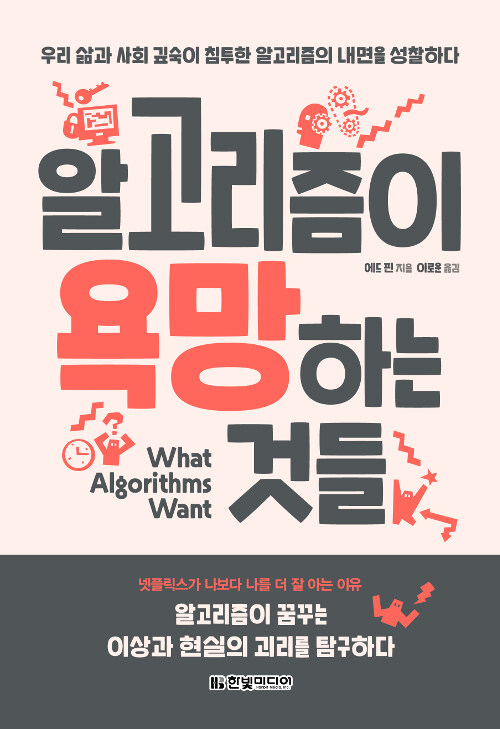 우리 삶과 사회 깊숙이 침투한 알고리즘의 내면을 성찰하다
알고리즘이
에드 핀 지음 이로운 옮김
욕망하는
것들
What
Algorithms
Want
?
넷플릭스가 나보다 나를 더 잘 아는 이유
알고리즘이 꿈꾸는
이상과 현실의 괴리를 탐구하다
HB 한빛미디어
Hanbit Media, Inc.